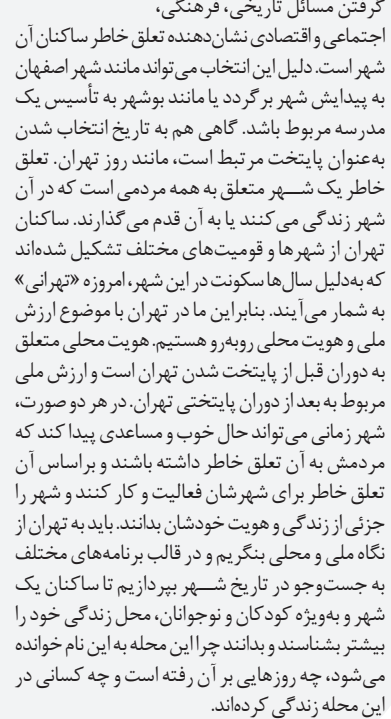 گرفتن مسائل تاریخی، فرهنگی،
اجتماعی و اقتصادی نشان‌دهنده تعلق خاطر ساکنان آن
شهر است. دلیل این انتخاب می‌تواند مانند شهر اصفهان
به پیدایش شهر برگردد یا مانند بوشهر به تأسیس یک
مدرسه مربوط باشد. گاهی هم به تاریخ انتخاب شدن
به‌عنوان پایتخت مرتبط است، مانند روز تهران. تعلق
خاطر یک شـــهر متعلق به همه مردمی است که در آن
شهر زندگی می‌کنند یا به آن قدم می‌گذارند. ساکنان
تهران از شهرها و قومیت‌های مختلف تشکیل شده‌اند
که به‌دلیل سال‌ها سکونت در این شهر، امروزه «تهرانی»
به شمار می‌آیند. بنابراین ما در تهران با موضوع ارزش
ملی و هویت محلی روبه‌رو هستیم. هویت محلی متعلق
به دوران قبل از پایتخت شدن تهران است و ارزش ملی
مربوط به بعد از دوران پایتختی تهران. در هر دو صورت،
شهر زمانی می‌تواند حال خوب و مساعدی پیدا کند که
مردمش به آن تعلق خاطر داشته باشند و براساس آن
تعلق خاطر برای شهرشان فعالیت و کار کنند و شهر را
جزئی از زندگی و هویت خودشان بدانند. باید به تهران از
نگاه ملی و محلی بنگریم و در قالب برنامه‌های مختلف
به جست‌وجو در تاریخ شـــهر بپردازیم تا ساکنان یک
شهر و به‌ویژه کودکان و نوجوانان، محل زندگی خود را
بیشتر بشناسند و بدانند چرا این محله به این نام خوانده
می‌شود، چه روزهایی بر آن رفته است و چه کسانی در
این محله زندگی کرده‌اند.